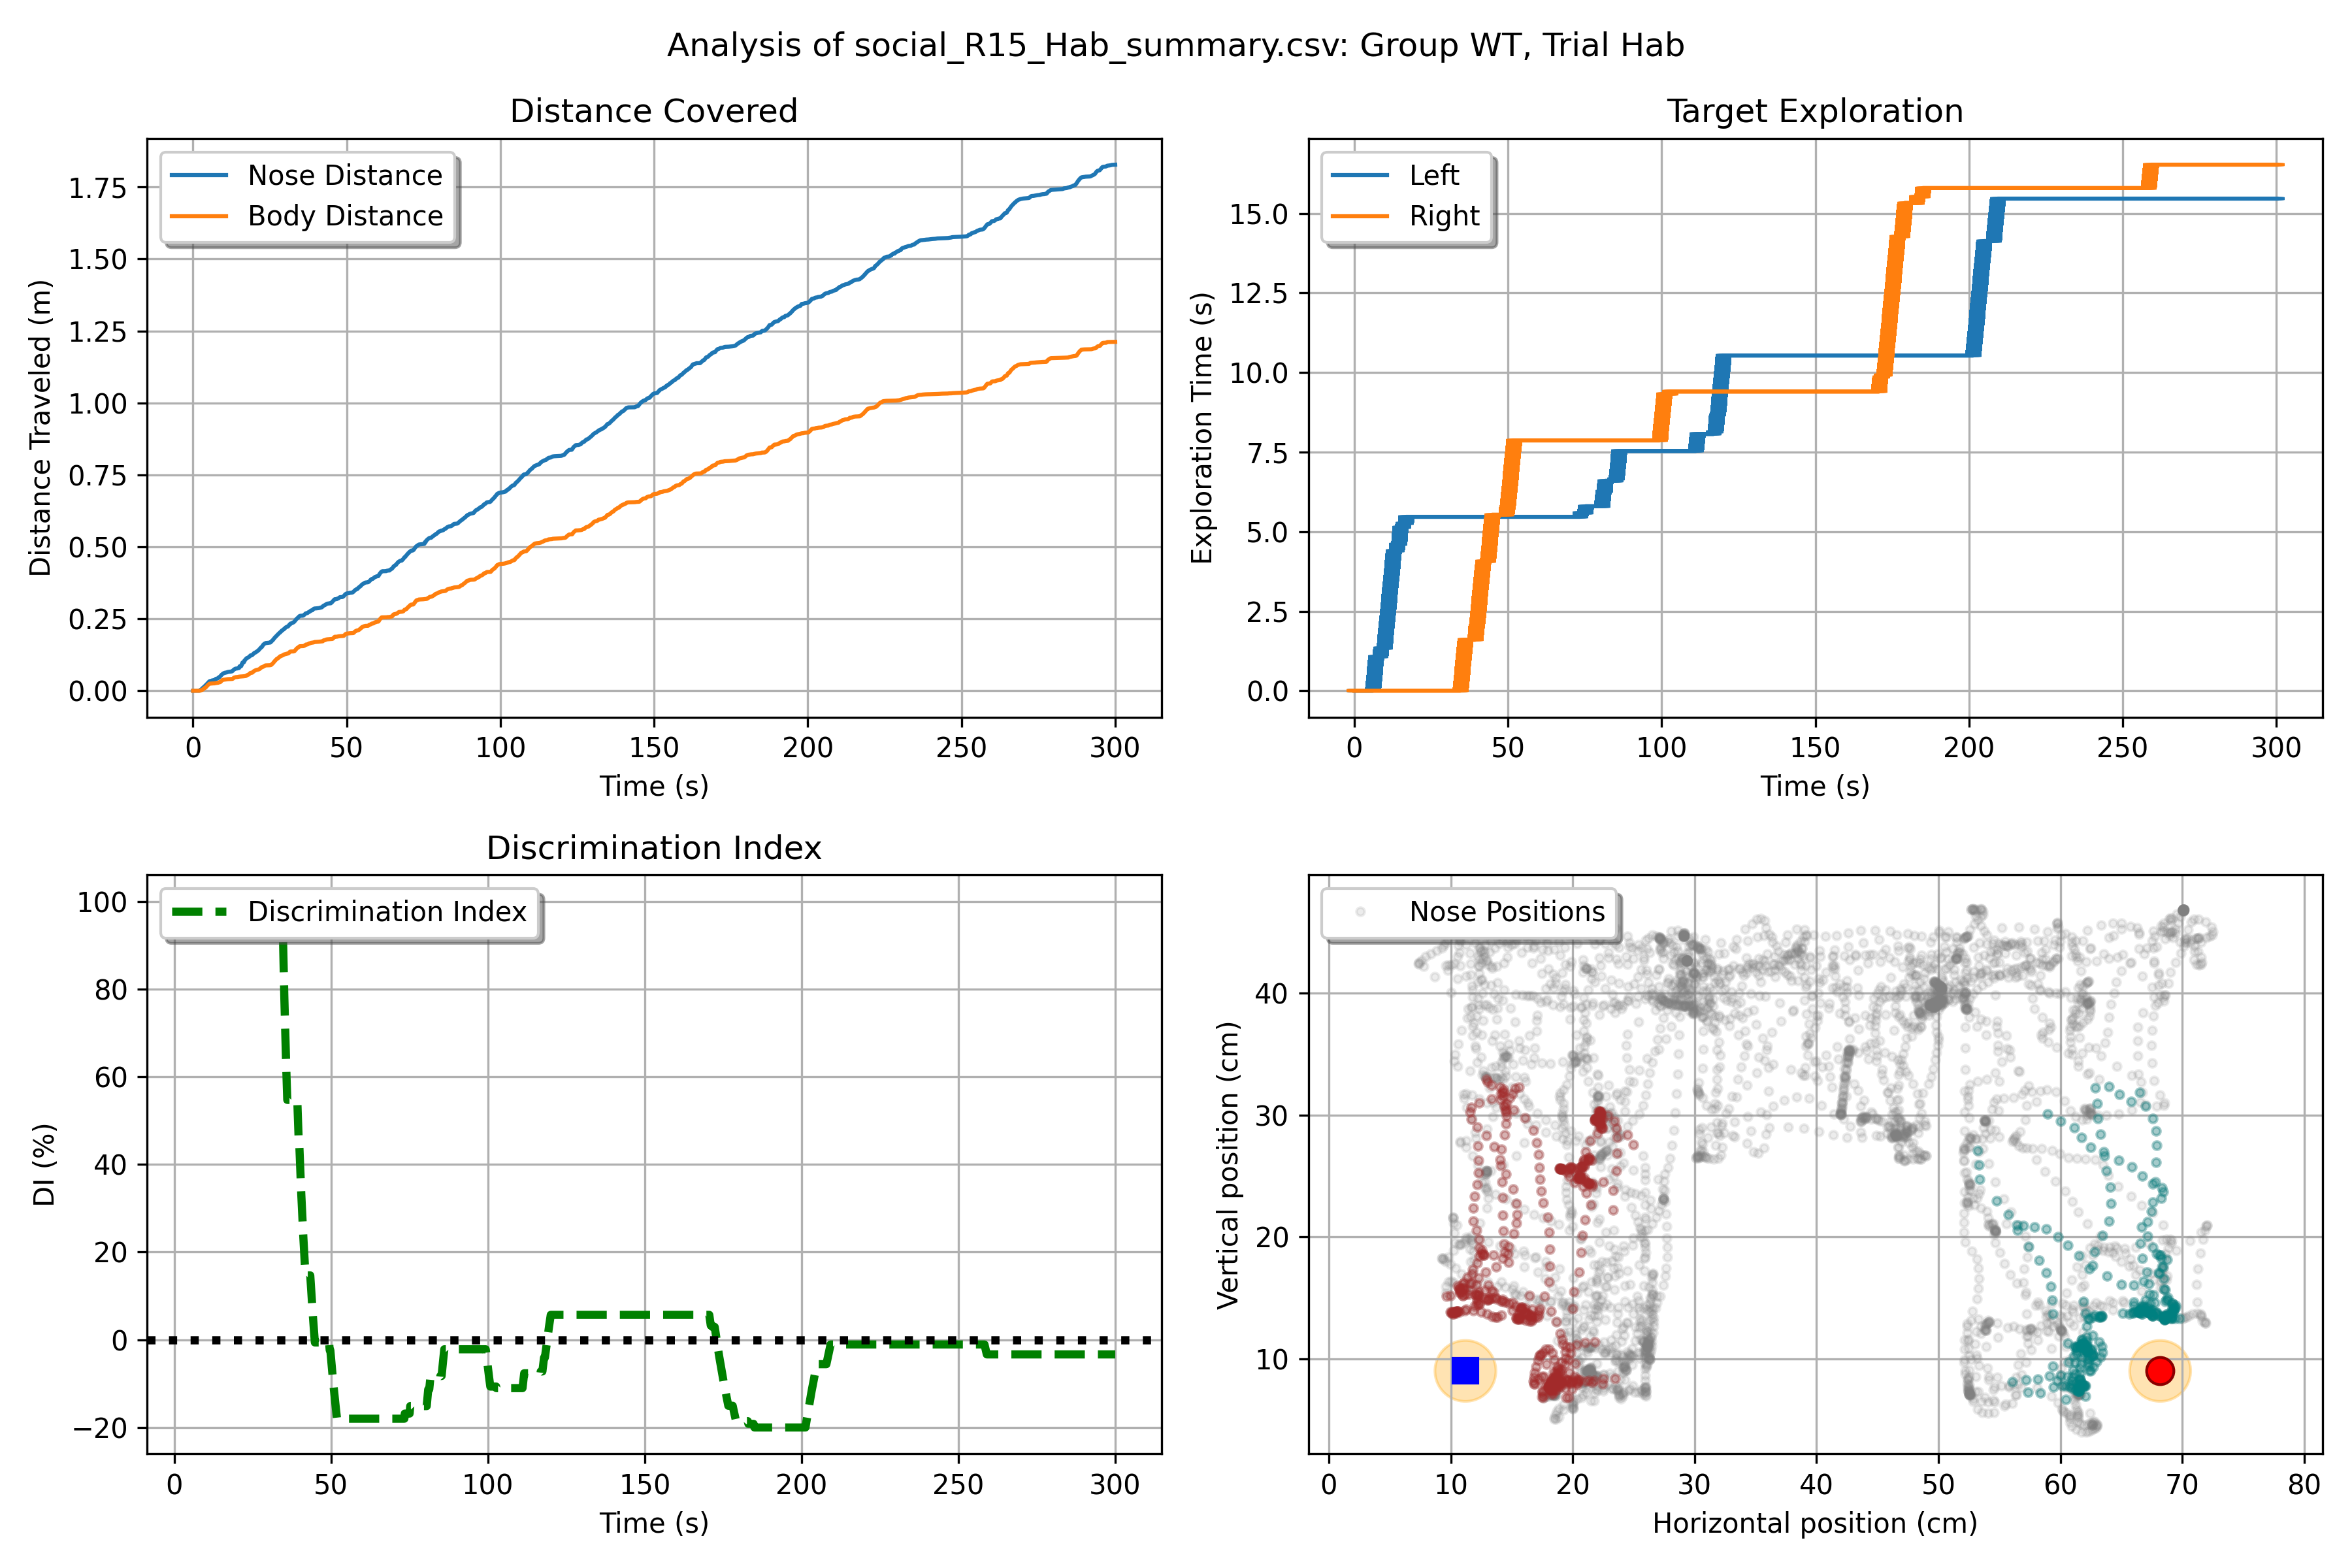 Analysis of social_R15_Hab_summary.csv: Group WT, Trial Hab
Distance Covered
Nose Distance
Body Distance
Distance Traveled (m)
1.75
1.50
1.25
1.00
0.75
0.50
0.25
0.00
0 50 100 150 200 250 300
Time (s)
Target Exploration
Left
Right
Exploration Time (s)
15.0
12.5
10.0
7.5
5.0
2.5
0.0
0 50 100 150 200 250 300
Time (s)
Discrimination Index
Discrimination Index
DI (%)
100
80
60
40
20
0
−20
0 50 100 150 200 250 300
Time (s)
Nose Positions
Vertical position (cm)
40
30
20
10
0 10 20 30 40 50 60 70 80
Horizontal position (cm)